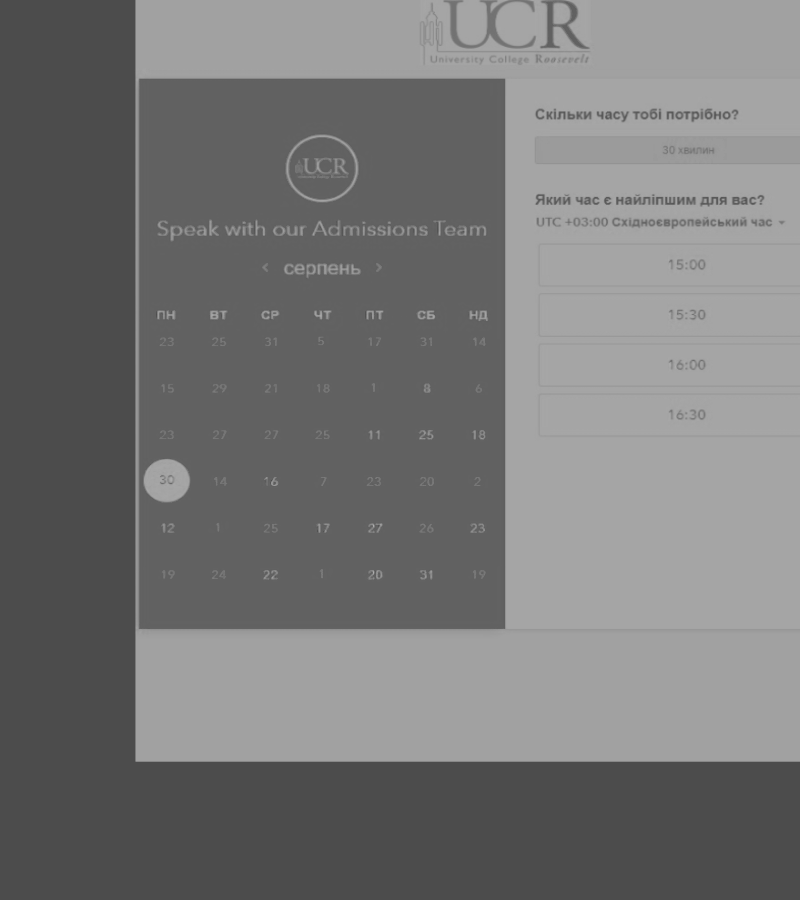 UCR
University College Roosevelt
UCR
Speak with our Admissions Team
серпень
ПН ВТ СР ЧТ ПТ СБ НД
23 25 31 5 17 31 14
15 29 21 18 1 8 6
23 27 27 25 11 25 18
30 14 16 7 23 20 2
12 1 25 17 27 26 23
19 24 22 1 20 31 19
Скільки часу тобі потрібно?
30 хвилин
Який час є найліпшим для вас?
UTC +03:00 Східноєвропейський час
15:00
15:30
16:00
16:30